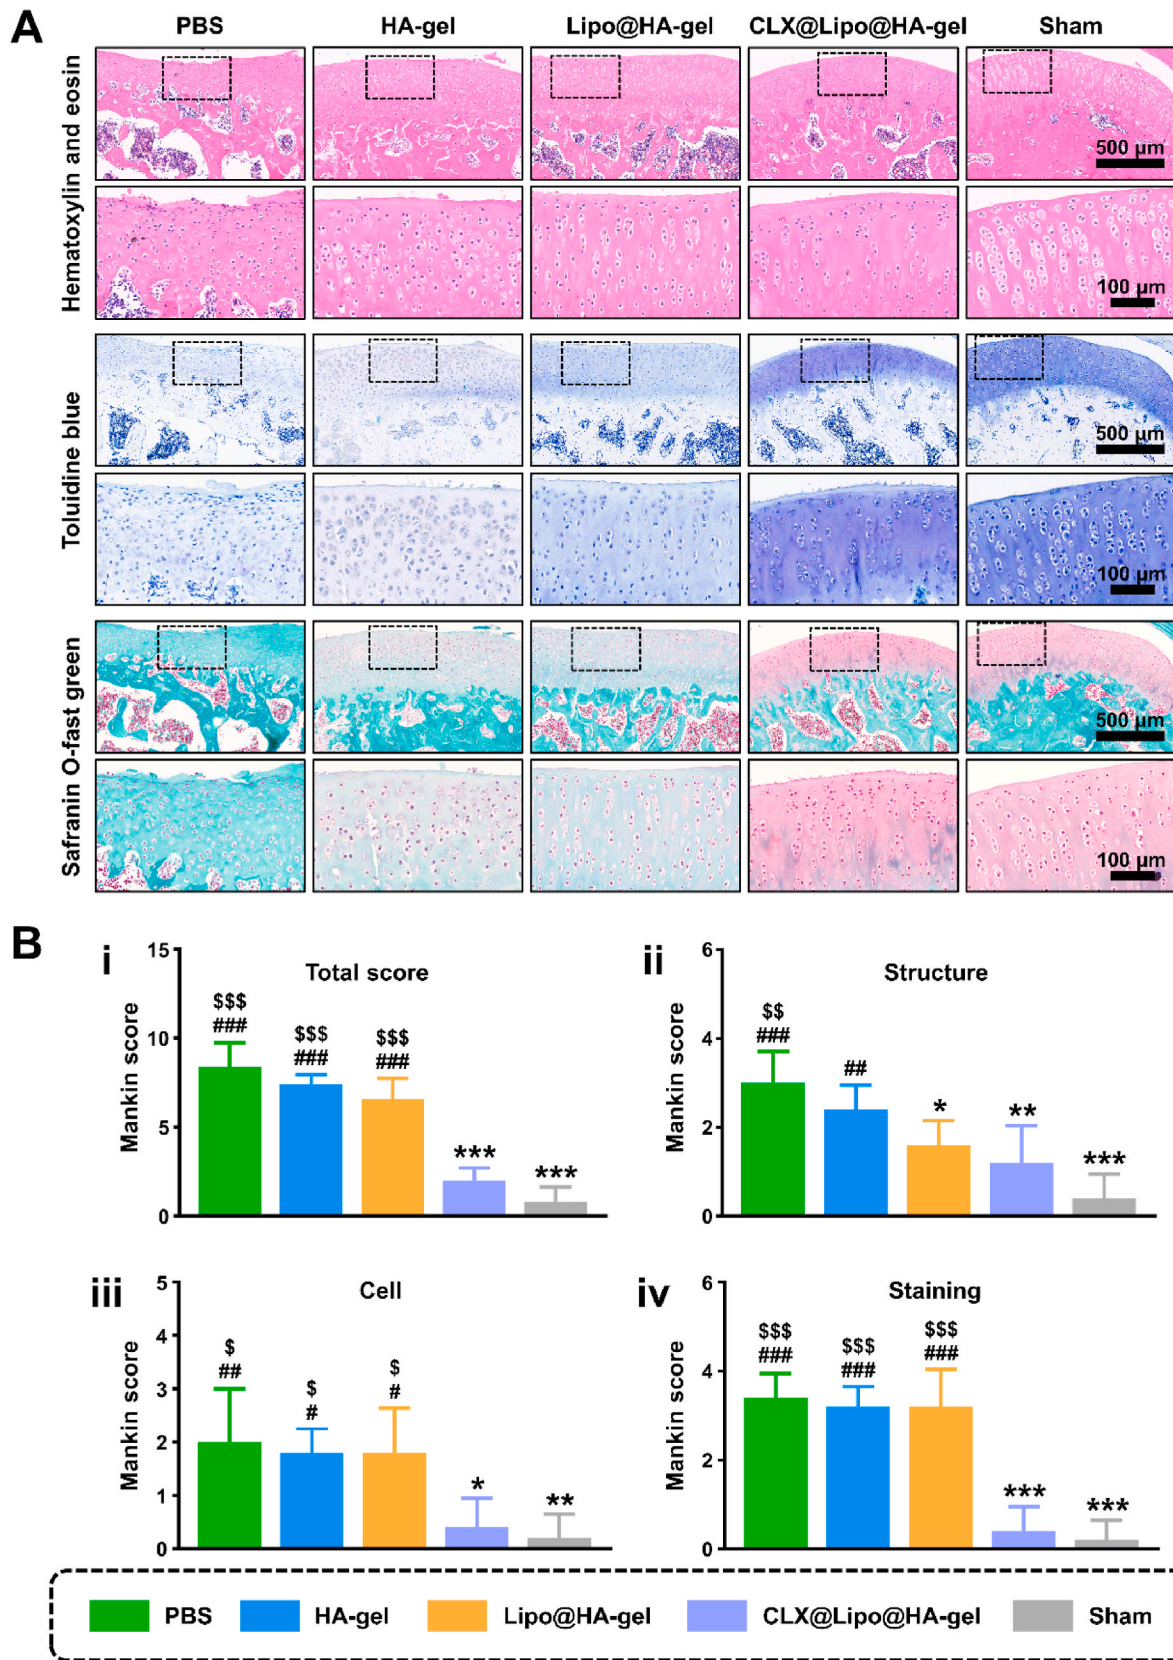 A
PBS HA-gel Lipo@HA-gel CLX@Lipo@HA-gel Sham
Hematoxylin and eosin
500 µm
100 µm
Toluidine blue
500 µm
100 µm
Safranin O-fast green
500 µm
100 µm
B
i
Total score
Mankin score
15
10
5
0
$$$
###
$$$
###
$$$
###
***
***
ii
Structure
Mankin score
6
4
2
0
$$
###
##
*
**
***
iii
Cell
Mankin score
5
4
3
2
1
0
$
##
$
#
$
#
*
**
iv
Staining
Mankin score
6
4
2
0
$$$
###
$$$
###
$$$
###
***
***
PBS HA-gel Lipo@HA-gel CLX@Lipo@HA-gel Sham